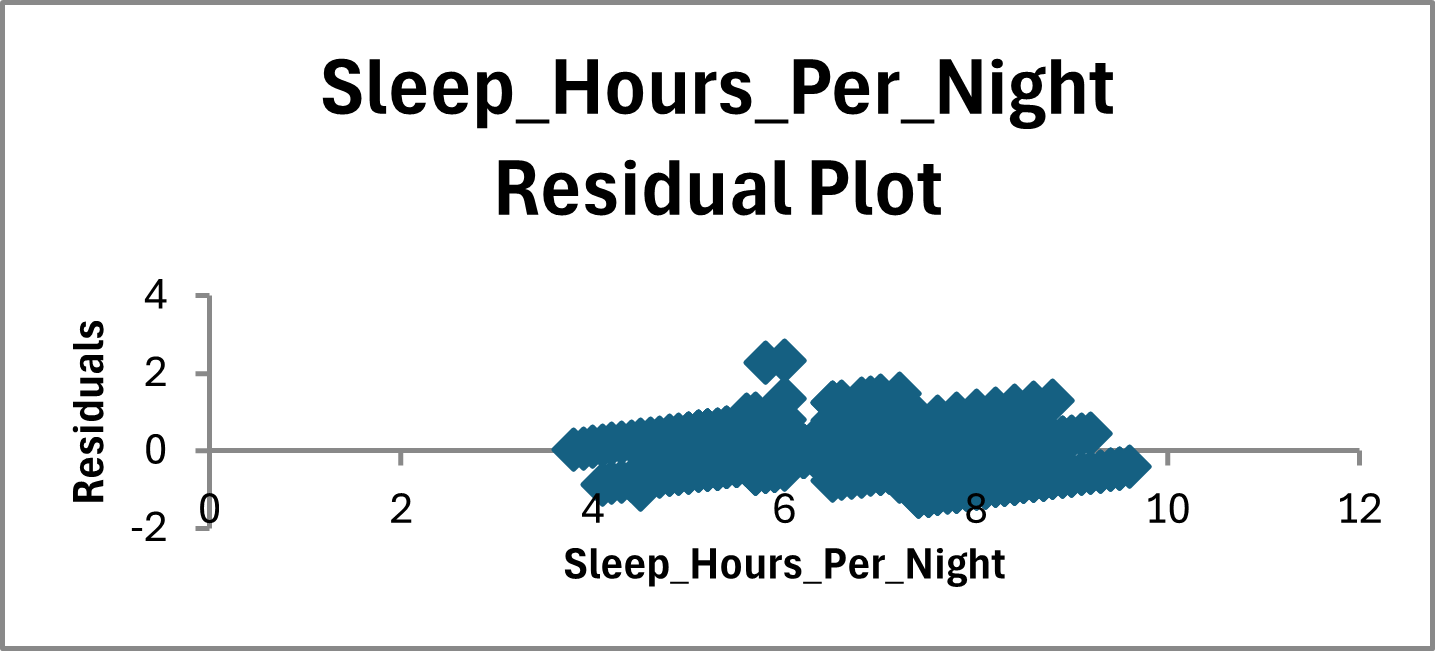 Sleep_Hours_Per_Night
Residual Plot
4
2
0
-2
Residuals
0 2 4 6 8 10 12
Sleep_Hours_Per_Night